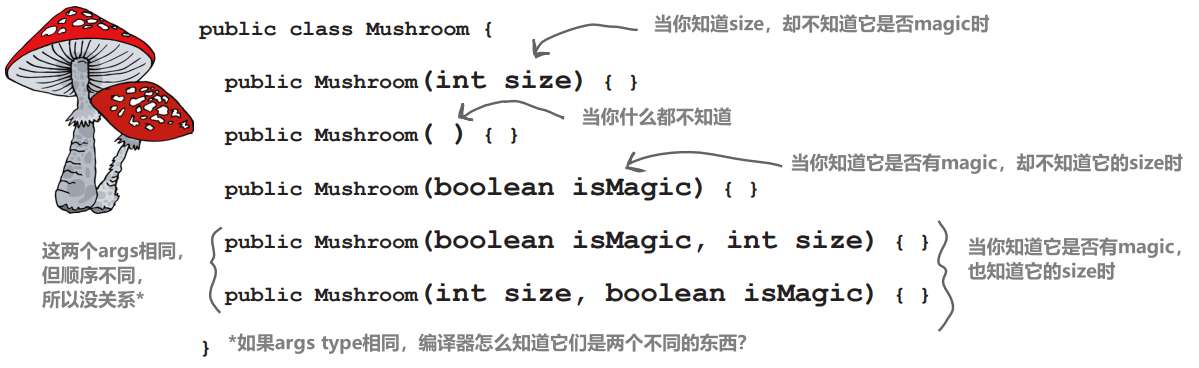 public class Mushroom {
当你知道size，却不知道它是否magic时
public Mushroom(int size) { }
当你什么都不知道
public Mushroom( ) { }
当你知道它是否有magic，却不知道它的size时
public Mushroom(boolean isMagic) { }
这两个args相同，
但顺序不同，
所以没关系*
public Mushroom(boolean isMagic, int size) { }
public Mushroom(int size, boolean isMagic) { }
当你知道它是否有magic，
也知道它的size时
} *如果args type相同，编译器怎么知道它们是两个不同的东西?